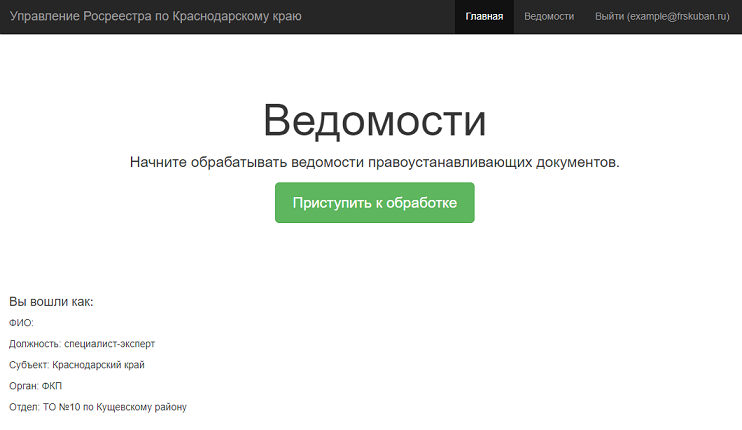 Управление Росреестра по Краснодарскому краю
Главная
Ведомости
Выйти (example@frskuban.ru)
Ведомости
Начните обрабатывать ведомости правоустанавливающих документов.
Приступить к обработке
Вы вошли как:
ФИО:
Должность: специалист-эксперт
Субъект: Краснодарский край
Орган: ФКП
Отдел: ТО №10 по Кущевскому району